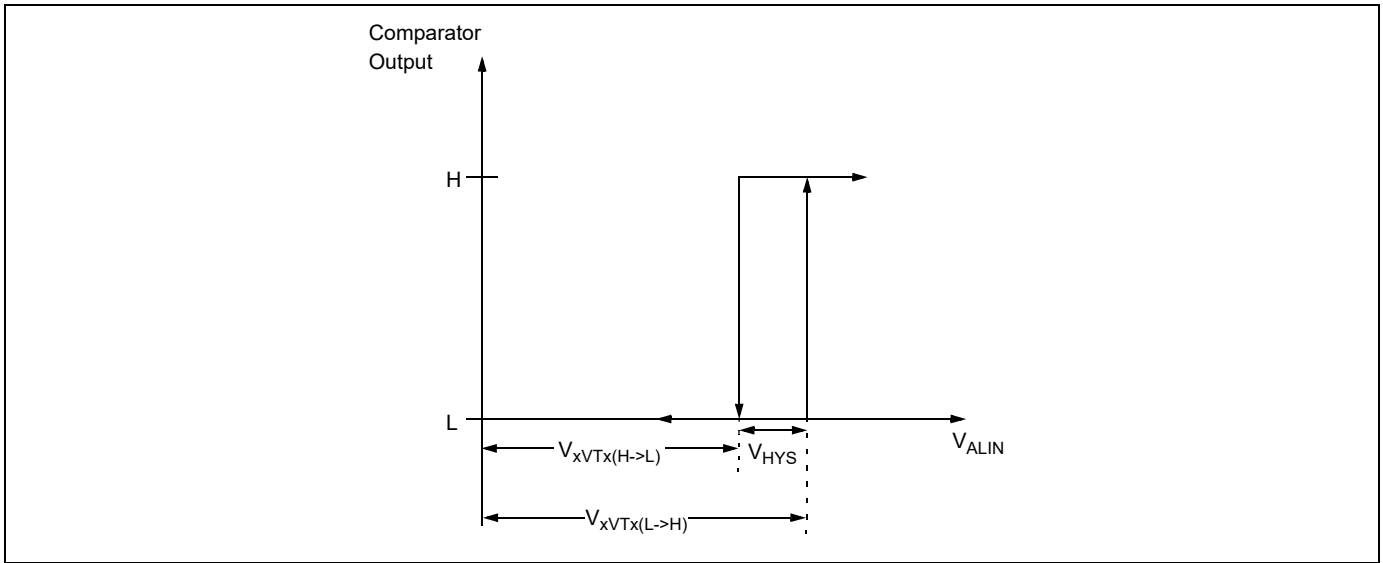 Comparator
Output
H
L
VxVTx(H->L)
VHYS
VALIN
VxVTx(L->H)